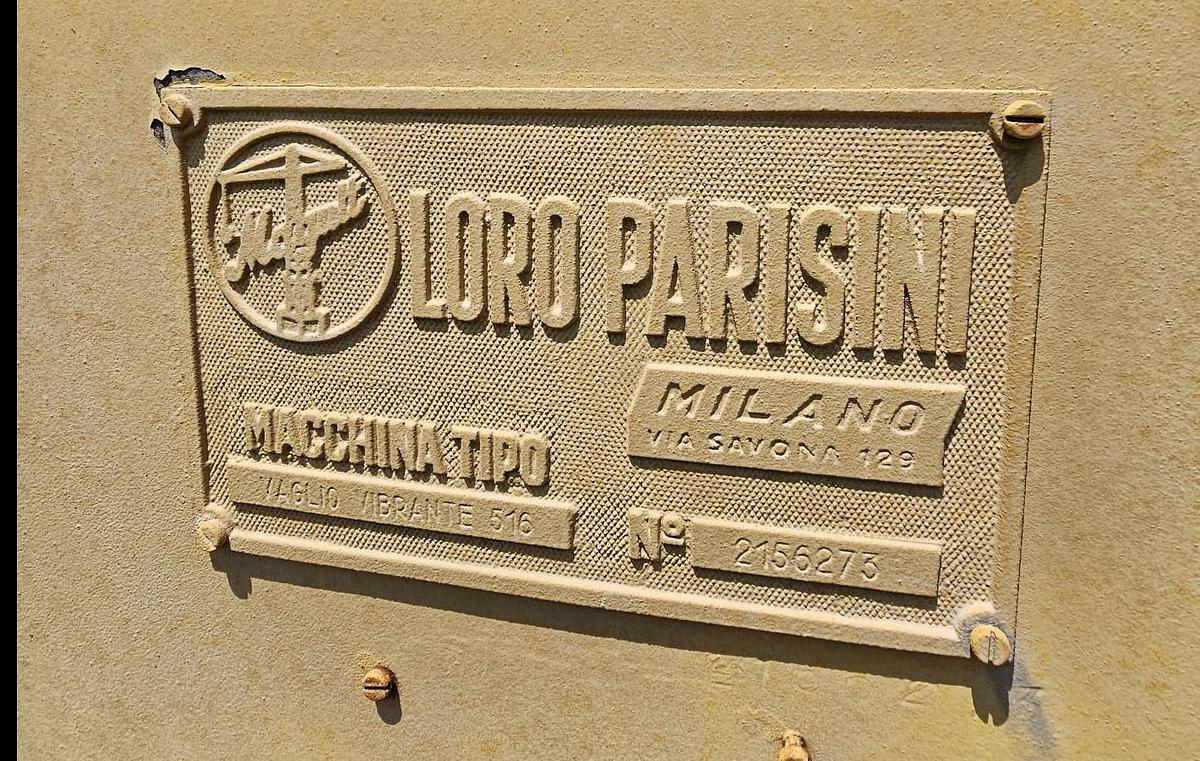 LORO PARISINI
MILANO
VIA SAVONA 129
MACCHINA TIPO
VAGLIO VIBRANTE 516
Nº 2156273